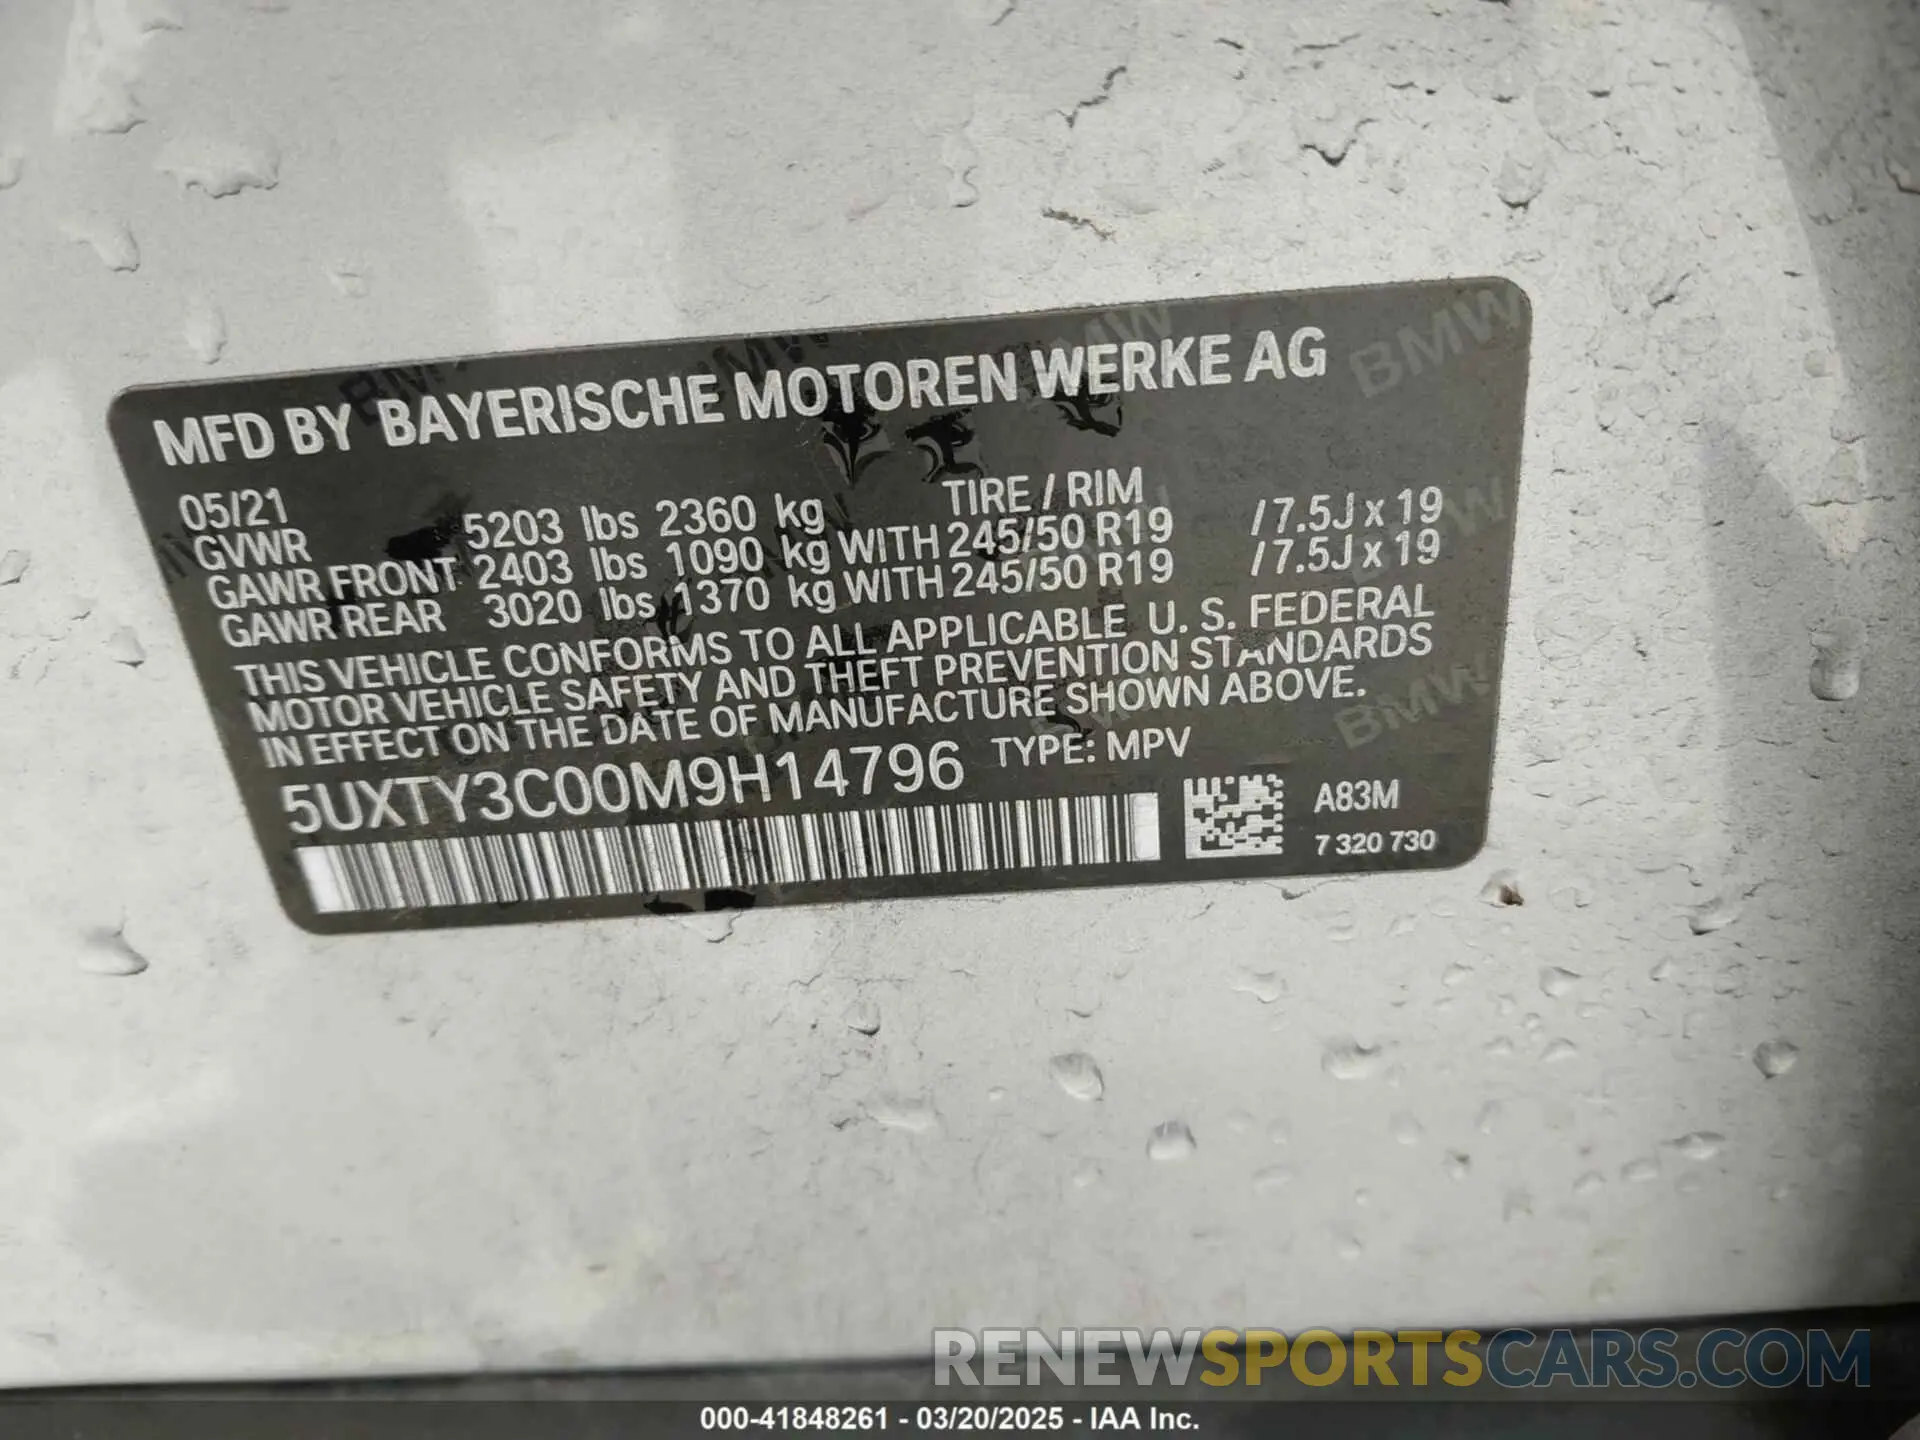 MFD BY BAYERISCHE MOTOREN WERKE AG
05/21 TIRE / RIM
GVWR 5203 lbs 2360 kg
GAWR FRONT 2403 lbs 1090 kg WITH 245/50 R19 / 7.5J x 19
GAWR REAR 3020 lbs 1370 kg WITH 245/50 R19 / 7.5J x 19
THIS VEHICLE CONFORMS TO ALL APPLICABLE U. S. FEDERAL
MOTOR VEHICLE SAFETY AND THEFT PREVENTION STANDARDS
IN EFFECT ON THE DATE OF MANUFACTURE SHOWN ABOVE.
5UXTY3C00M9H14796 TYPE: MPV
A83M
7 320 730
BMW
BMW
BMW
RENEWSPORTSCARS.COM
000-41848261 - 03/20/2025 - IAA Inc.